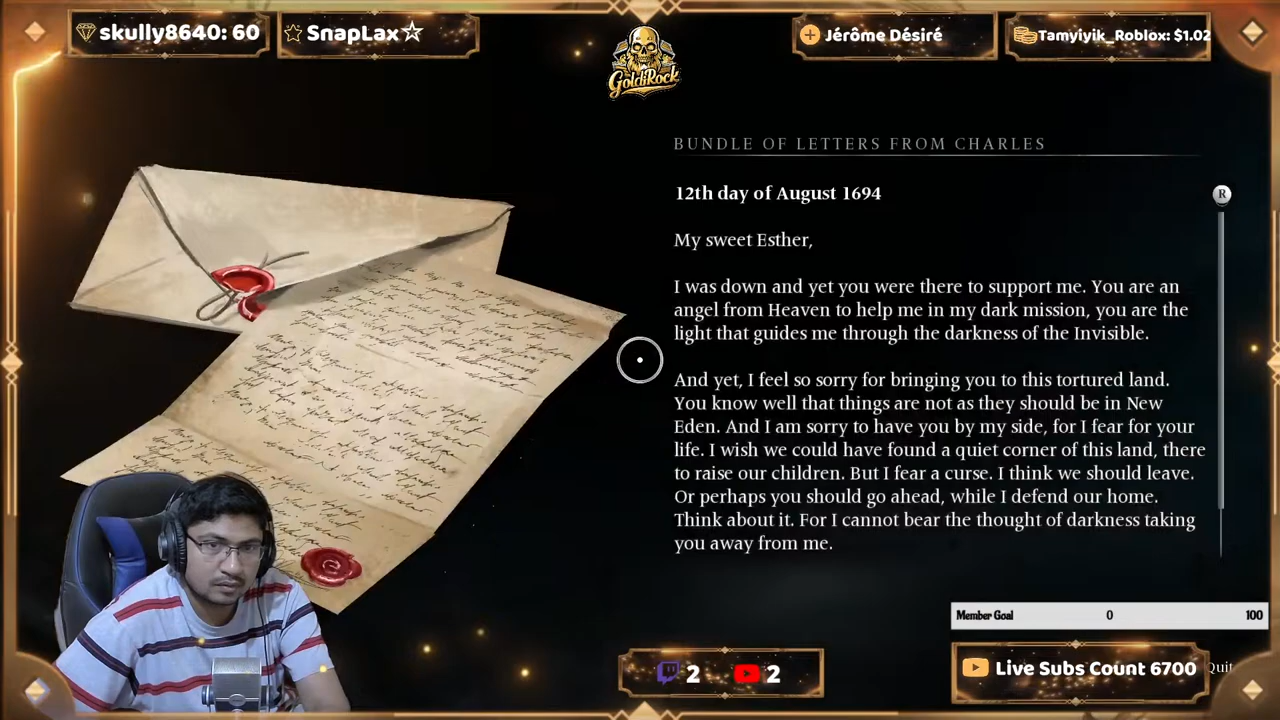 skully8640: 60
SnapLax☆
GoldiRock
Jérôme Désiré
Tamyiyik_Roblox: $1.02
BUNDLE OF LETTERS FROM CHARLES
12th day of August 1694
R
My sweet Esther,
I was down and yet you were there to support me. You are an
angel from Heaven to help me in my dark mission, you are the
light that guides me through the darkness of the Invisible.
And yet, I feel so sorry for bringing you to this tortured land.
You know well that things are not as they should be in New
Eden. And I am sorry to have you by my side, for I fear for your
life. I wish we could have found a quiet corner of this land, there
to raise our children. But I fear a curse. I think we should leave.
Or perhaps you should go ahead, while I defend our home.
Think about it. For I cannot bear the thought of darkness taking
you away from me.
Member Goal 0 100
2 2
Live Subs Count 6700
Quit